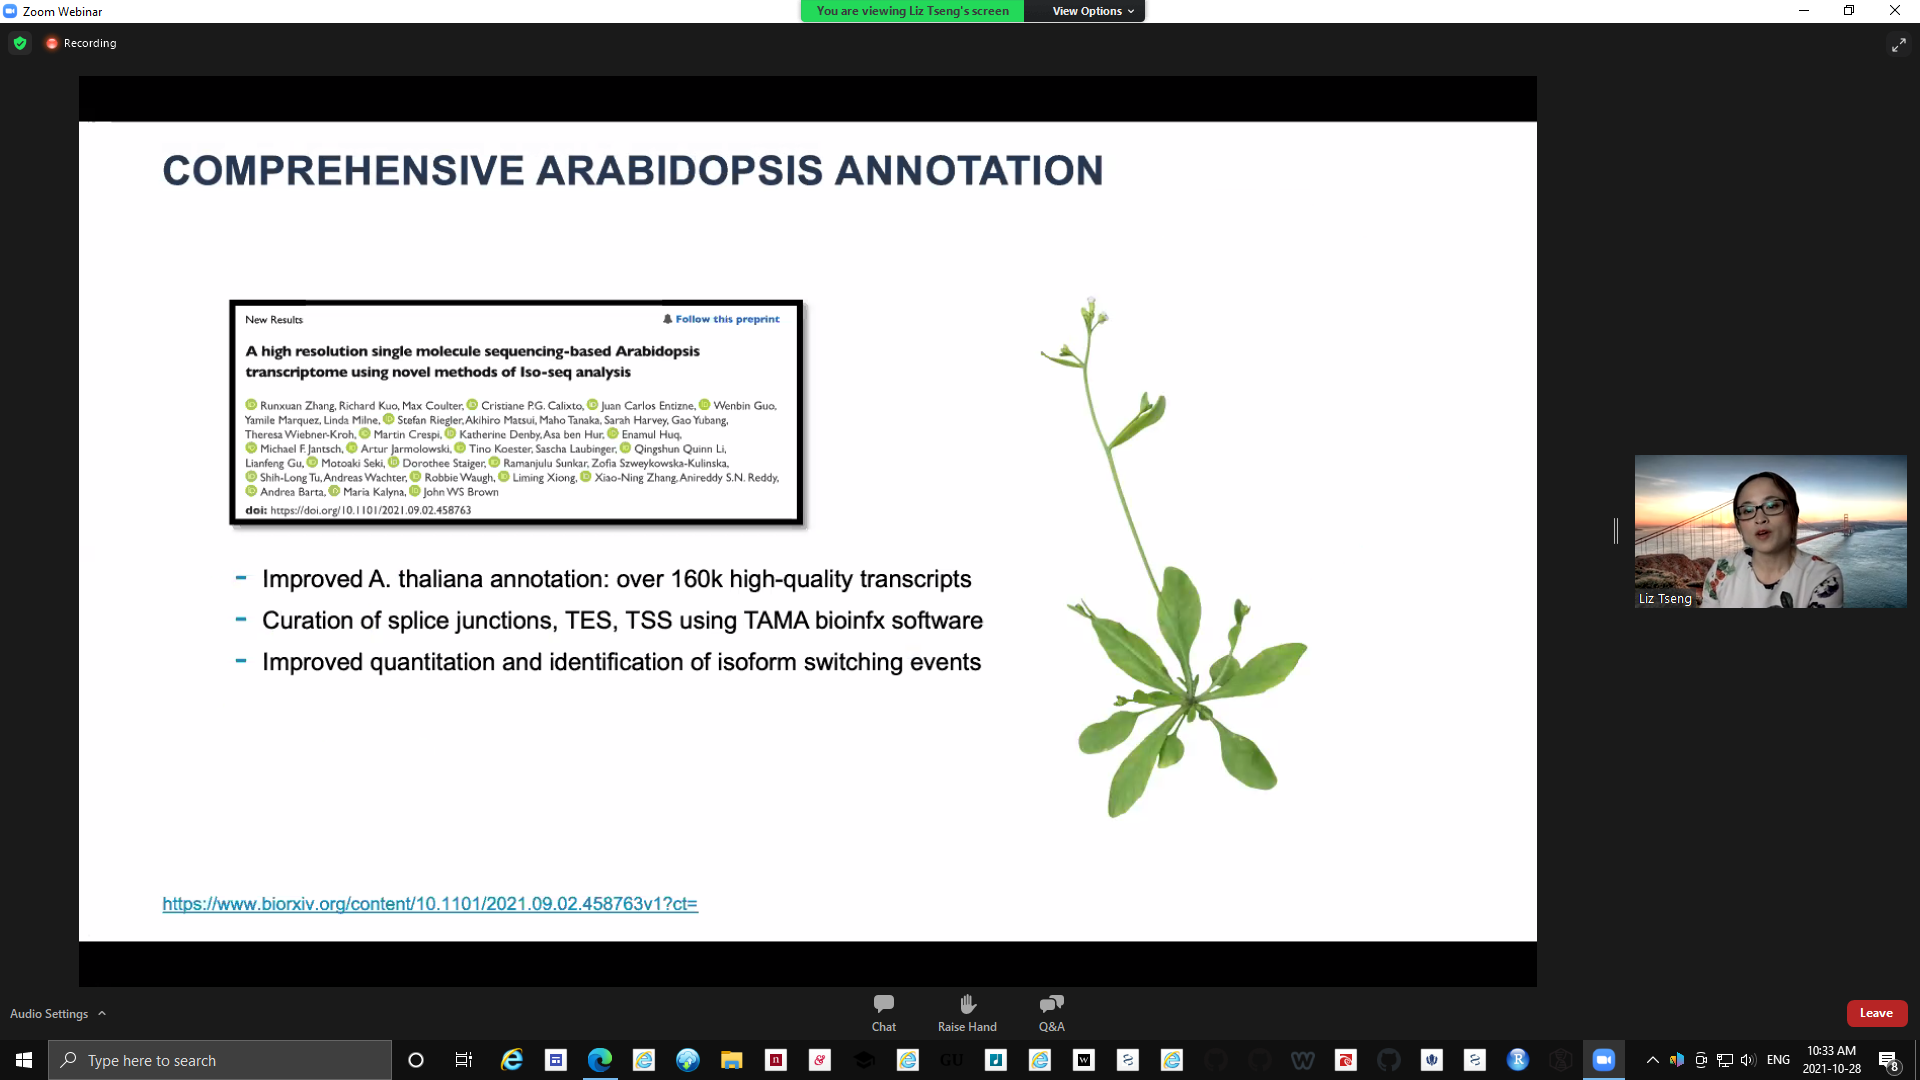 Zoom Webinar
You are viewing Liz Tseng's screen
View Options
Recording
COMPREHENSIVE ARABIDOPSIS ANNOTATION
New Results
Follow this preprint
A high resolution single molecule sequencing-based Arabidopsis
transcriptome using novel methods of Iso-seq analysis
Runxuan Zhang, Richard Kuo, Max Coulter, Cristiane P.G. Calixto, Juan Carlos Entizne, Wenbin Guo,
Yamile Marquez, Linda Milne, Stefan Riegler, Akihiro Matsui, Maho Tanaka, Sarah Harvey, Gao Yubang,
Theresa Wiebner-Kroh, Martin Crespi, Katherine Denby, Asa ben Hur, Enamul Huq,
Michael F. Jantsch, Artur Jarmolowski, Tino Koester, Sascha Laubinger, Qingshun Quinn Li,
Lianfeng Gu, Motoaki Seki, Dorothee Staiger, Ramanjulu Sunkar, Zofia Szweykowska-Kulinska,
Shih-Long Tu, Andreas Wachter, Robbie Waugh, Liming Xiong, Xiao-Ning Zhang, Anireddy S.N. Reddy,
Andrea Barta, Maria Kalyna, John WS Brown
doi: https://doi.org/10.1101/2021.09.02.458763
- Improved A. thaliana annotation: over 160k high-quality transcripts
- Curation of splice junctions, TES, TSS using TAMA bioinfx software
- Improved quantitation and identification of isoform switching events
https://www.biorxiv.org/content/10.1101/2021.09.02.458763v1?ct=
Liz Tseng
Audio Settings
Chat
Raise Hand
Q&A
Leave
Type here to search
GU
ENG
10:33 AM
2021-10-28
8